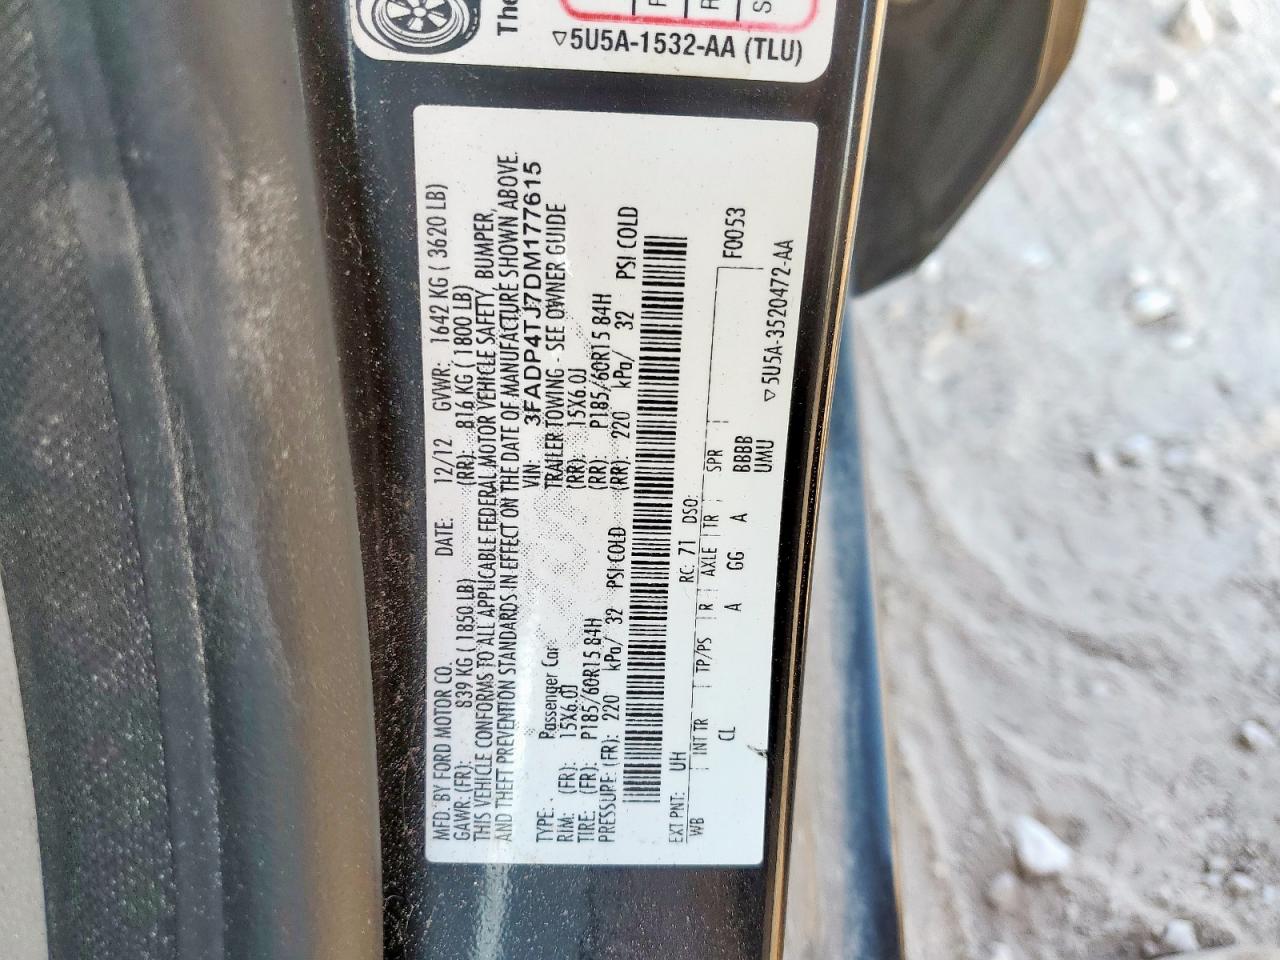 The
5U5A-1532-AA (TLU)
MFD. BY FORD MOTOR CO. DATE: 12/12 GVWR: 1642 KG ( 3620 LB)
GAWR: (FR): 839 KG ( 1850 LB) (RR): 816 KG ( 1800 LB)
THIS VEHICLE CONFORMS TO ALL APPLICABLE FEDERAL MOTOR VEHICLE SAFETY, BUMPER,
AND THEFT PREVENTION STANDARDS IN EFFECT ON THE DATE OF MANUFACTURE SHOWN ABOVE.
VIN: 3FADP4TJ7DM177615
TYPE: Passenger Car TRAILER TOWING - SEE OWNER GUIDE
RIM: (FR): 15X6.0J (RR): 15X6.0J
TIRE: (FR): P185/60R15 84H (RR): P185/60R15 84H
PRESSURE: (FR): 220 kPa/ 32 PSI COLD (RR): 220 kPa/ 32 PSI COLD
EXT PNT: UH RC: 71 DSO:
WB INT TR TP/PS R AXLE TR SPR
CL A GG A BBBB F0053
UMU
5U5A-3520472-AA